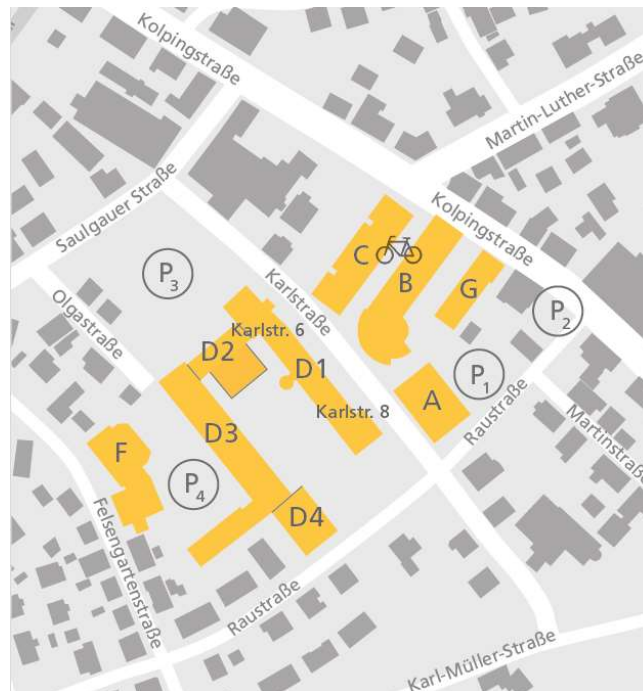 Kolpingstraße
Martin-Luther-Straße
Saulgauer Straße
Kolpingstraße
C
B
G
P3
Karlstraße
P2
Olgastraße
Karlstr. 6
D2
D1
P1
A
Karlstr. 8
Raustraße
Martinstraße
F
D3
P4
D4
Felsengartenstraße
Raustraße
Karl-Müller-Straße